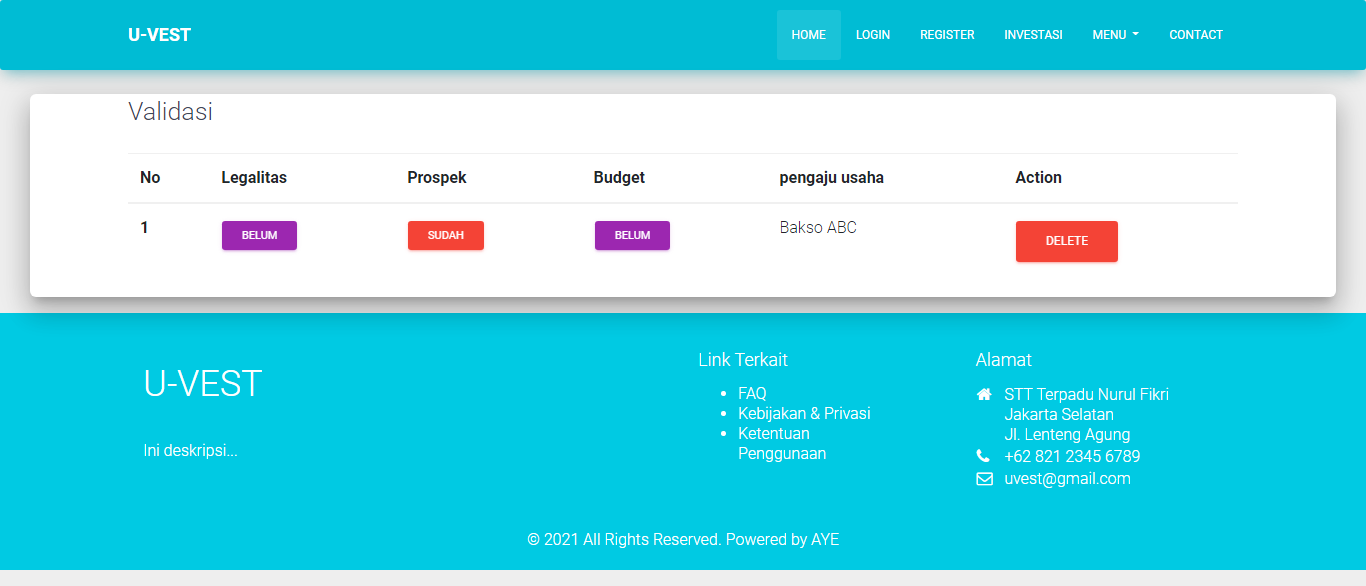 U-VEST HOME LOGIN REGISTER INVESTASI MENU CONTACT
Validasi
No Legalitas Prospek Budget pengaju usaha Action
1 BELUM SUDAH BELUM Bakso ABC DELETE
U-VEST
Ini deskripsi...
Link Terkait
FAQ
Kebijakan & Privasi
Ketentuan
Penggunaan
Alamat
STT Terpadu Nurul Fikri
Jakarta Selatan
Jl. Lenteng Agung
+62 821 2345 6789
uvest@gmail.com
© 2021 All Rights Reserved. Powered by AYE